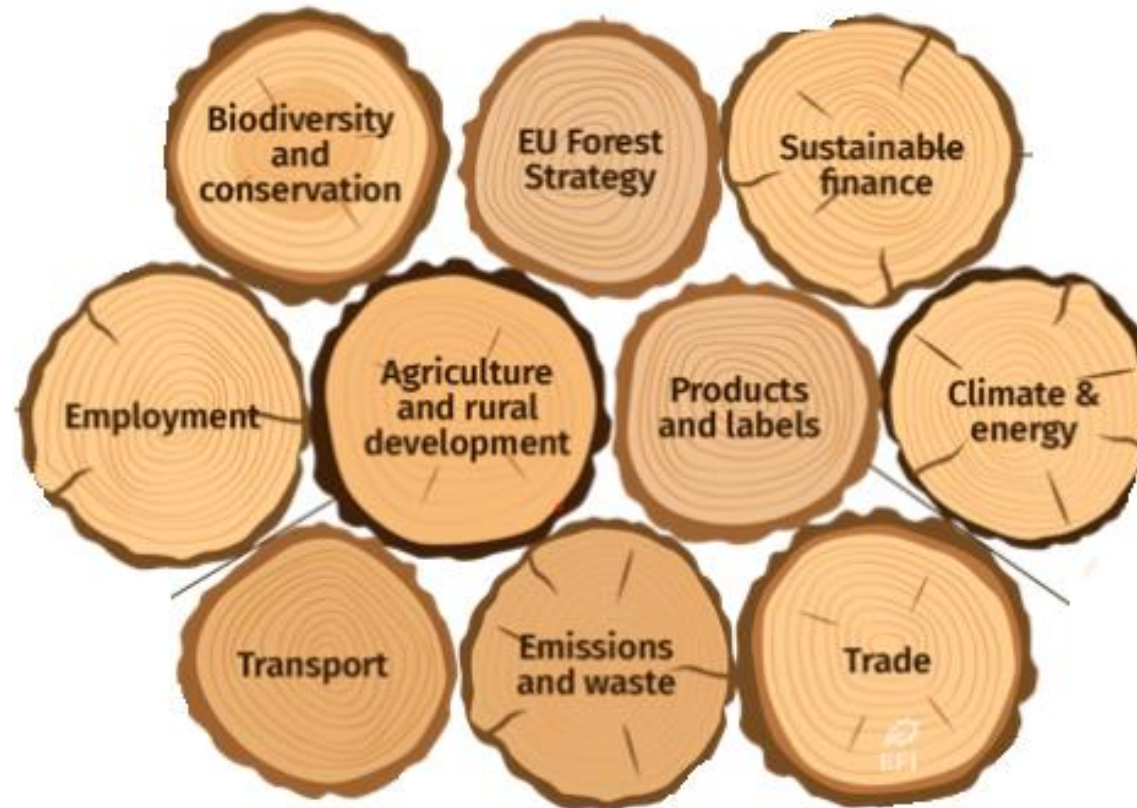 Biodiversity
and
conservation
EU Forest
Strategy
Sustainable
finance
Employment
Agriculture
and rural
development
Products
and labels
Climate &
energy
Transport
Emissions
and waste
Trade
EFI